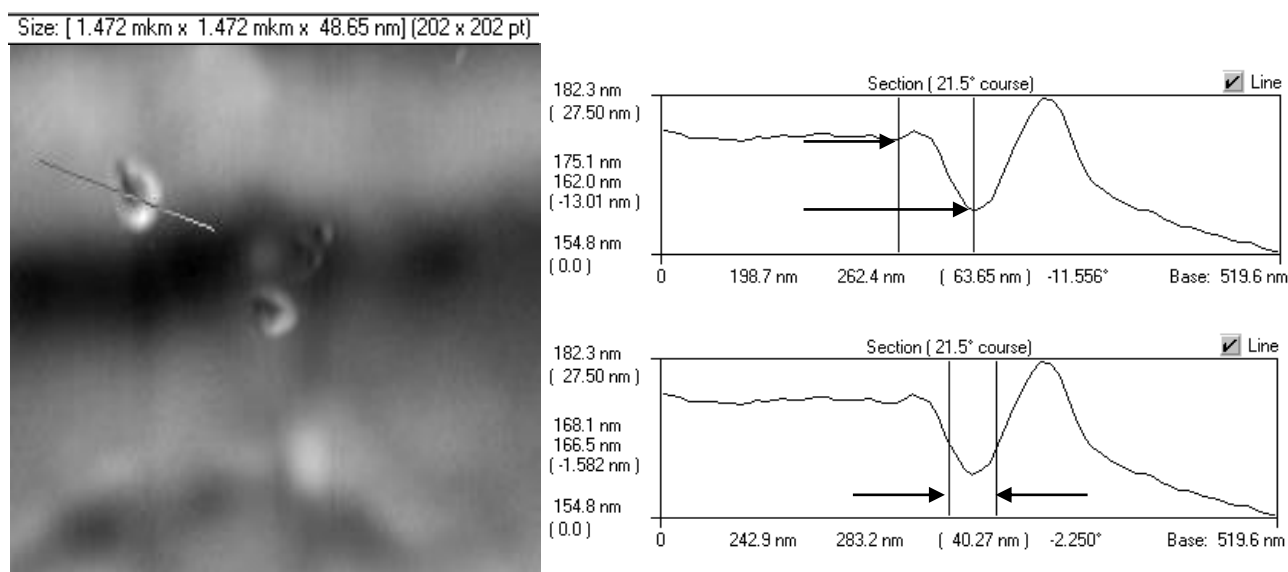 Size: [ 1.472 mkm x 1.472 mkm x 48.65 nm] (202 x 202 pt)
Section ( 21.5° course)
Line
182.3 nm
( 27.50 nm )
175.1 nm
162.0 nm
(-13.01 nm )
154.8 nm
( 0.0 )
0 198.7 nm 262.4 nm ( 63.65 nm ) -11.556° Base: 519.6 nm
Section ( 21.5° course)
Line
182.3 nm
( 27.50 nm )
168.1 nm
166.5 nm
(-1.582 nm )
154.8 nm
( 0.0 )
0 242.9 nm 283.2 nm ( 40.27 nm ) -2.250° Base: 519.6 nm